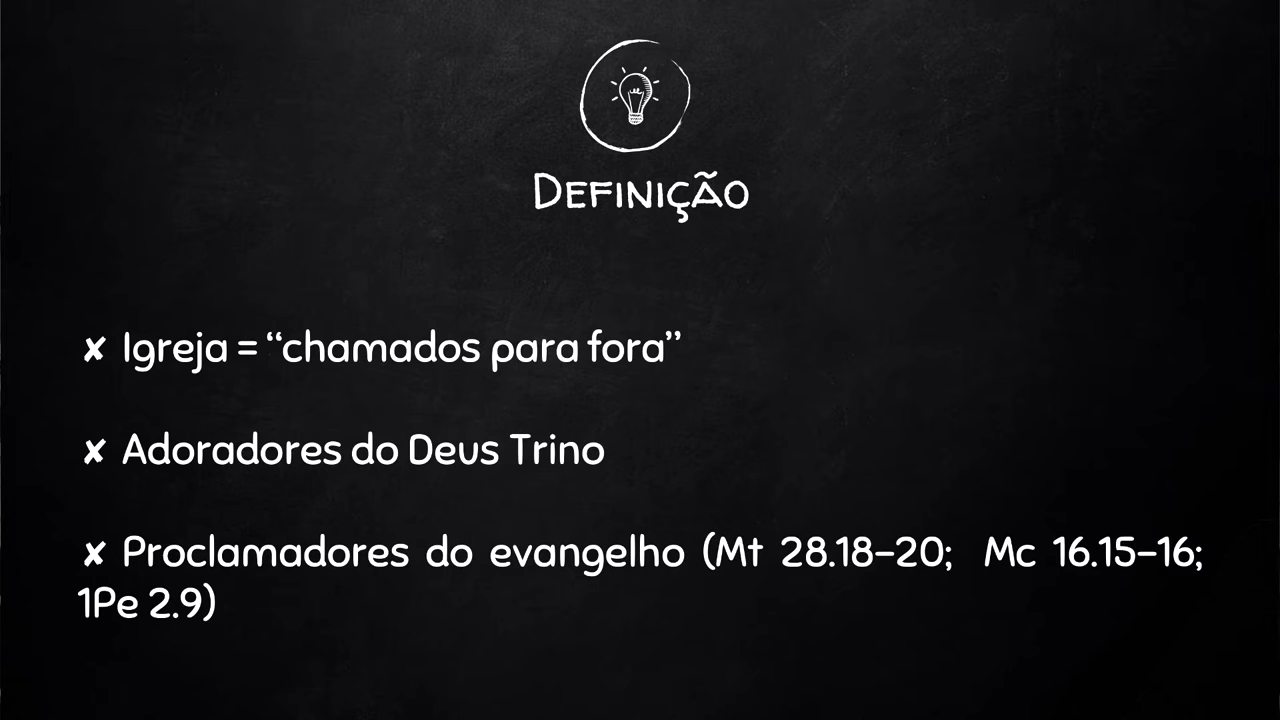 Definição
✘ Igreja = “chamados para fora”
✘ Adoradores do Deus Trino
✘ Proclamadores do evangelho (Mt 28.18–20; Mc 16.15–16;
1Pe 2.9)